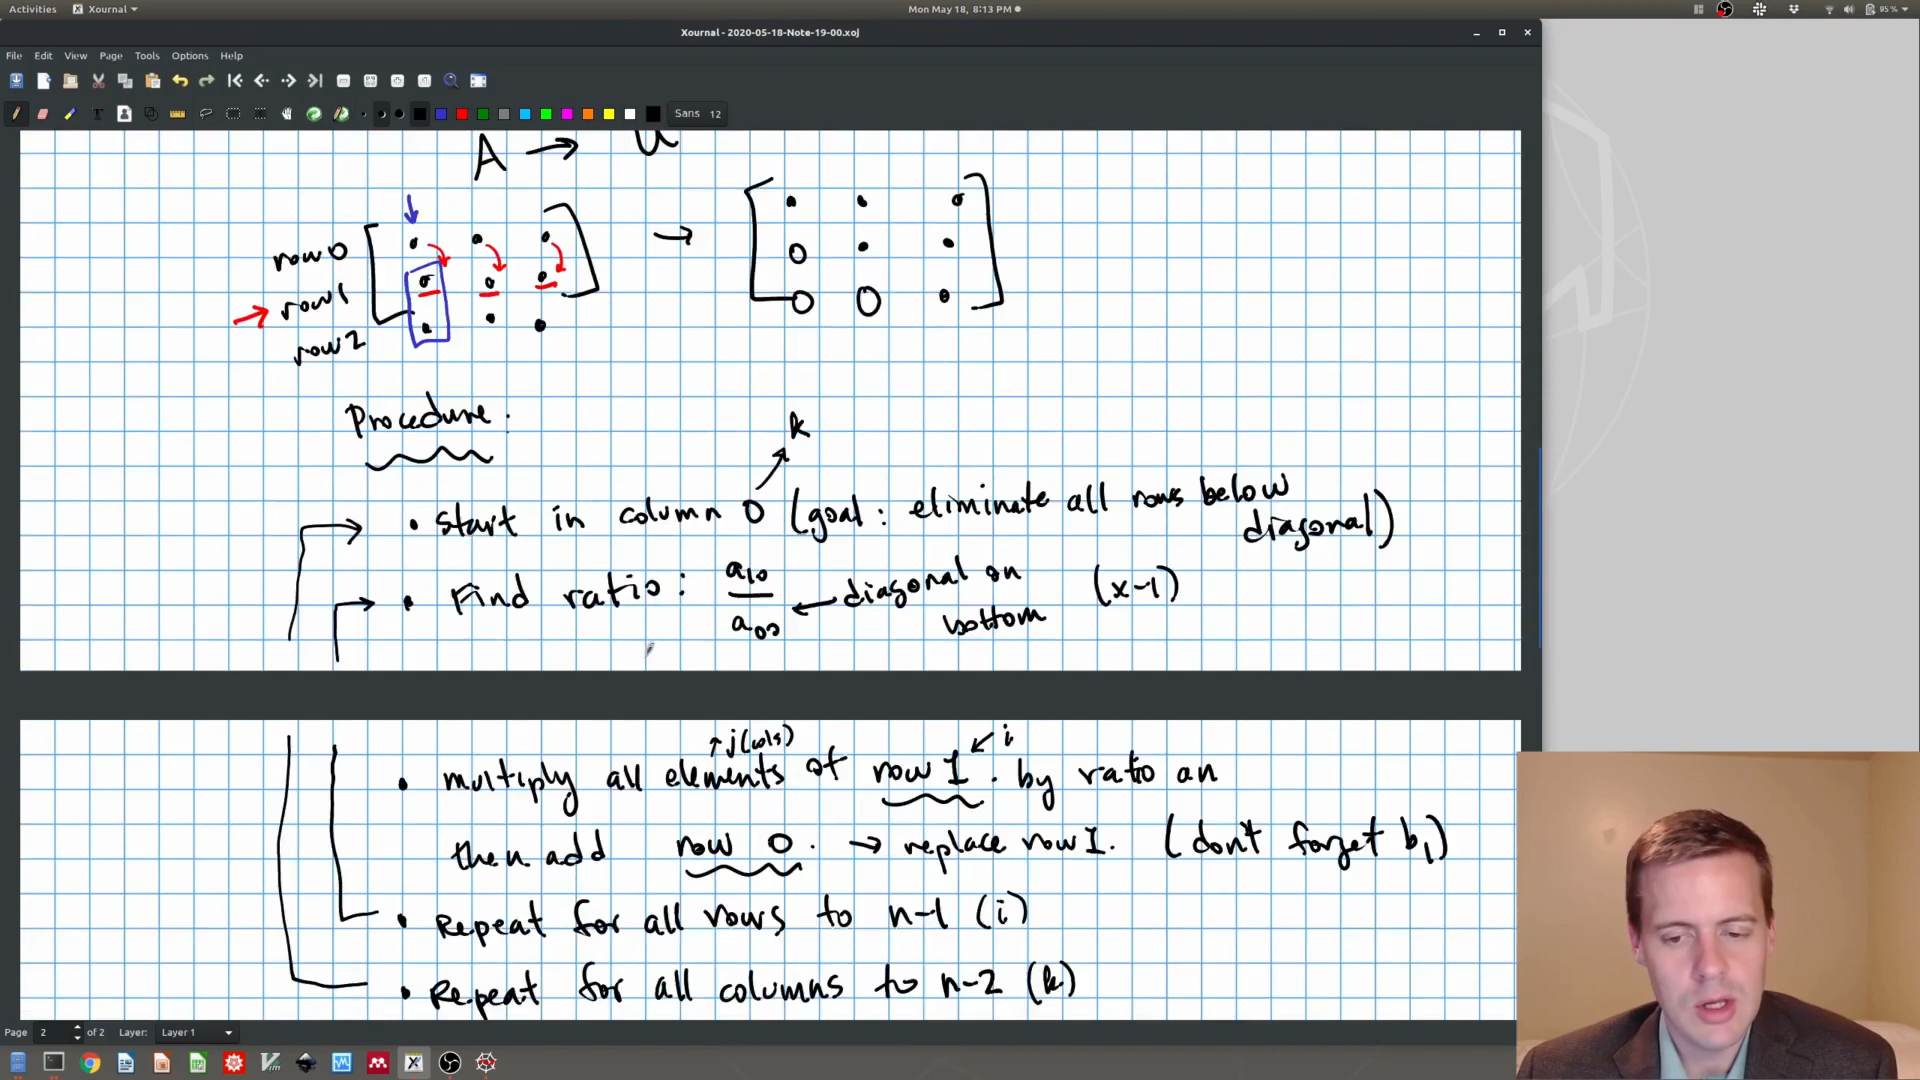 Activities Xournal Mon May 18, 8:13 PM 95 %
Xournal - 2020-05-18-Note-19-00.xoj
File Edit View Page Journal Tools Options Help
Sans 12
A → U
row 0
row 1
row 2
→
Procedure:
k
• Start in column 0 (goal: eliminate all rows below
diagonal)
• Find ratio: a10 / a00 ← diagonal on
bottom (x-1)
↑ j (cols) ↙ i
• multiply all elements of row 1 . by ratio an
then add row 0 . → replace row 1. (don't forget b1)
• Repeat for all rows to n-1 (i)
• Repeat for all columns to n-2 (k)
Page 2 of 2 Layer: Layer 1